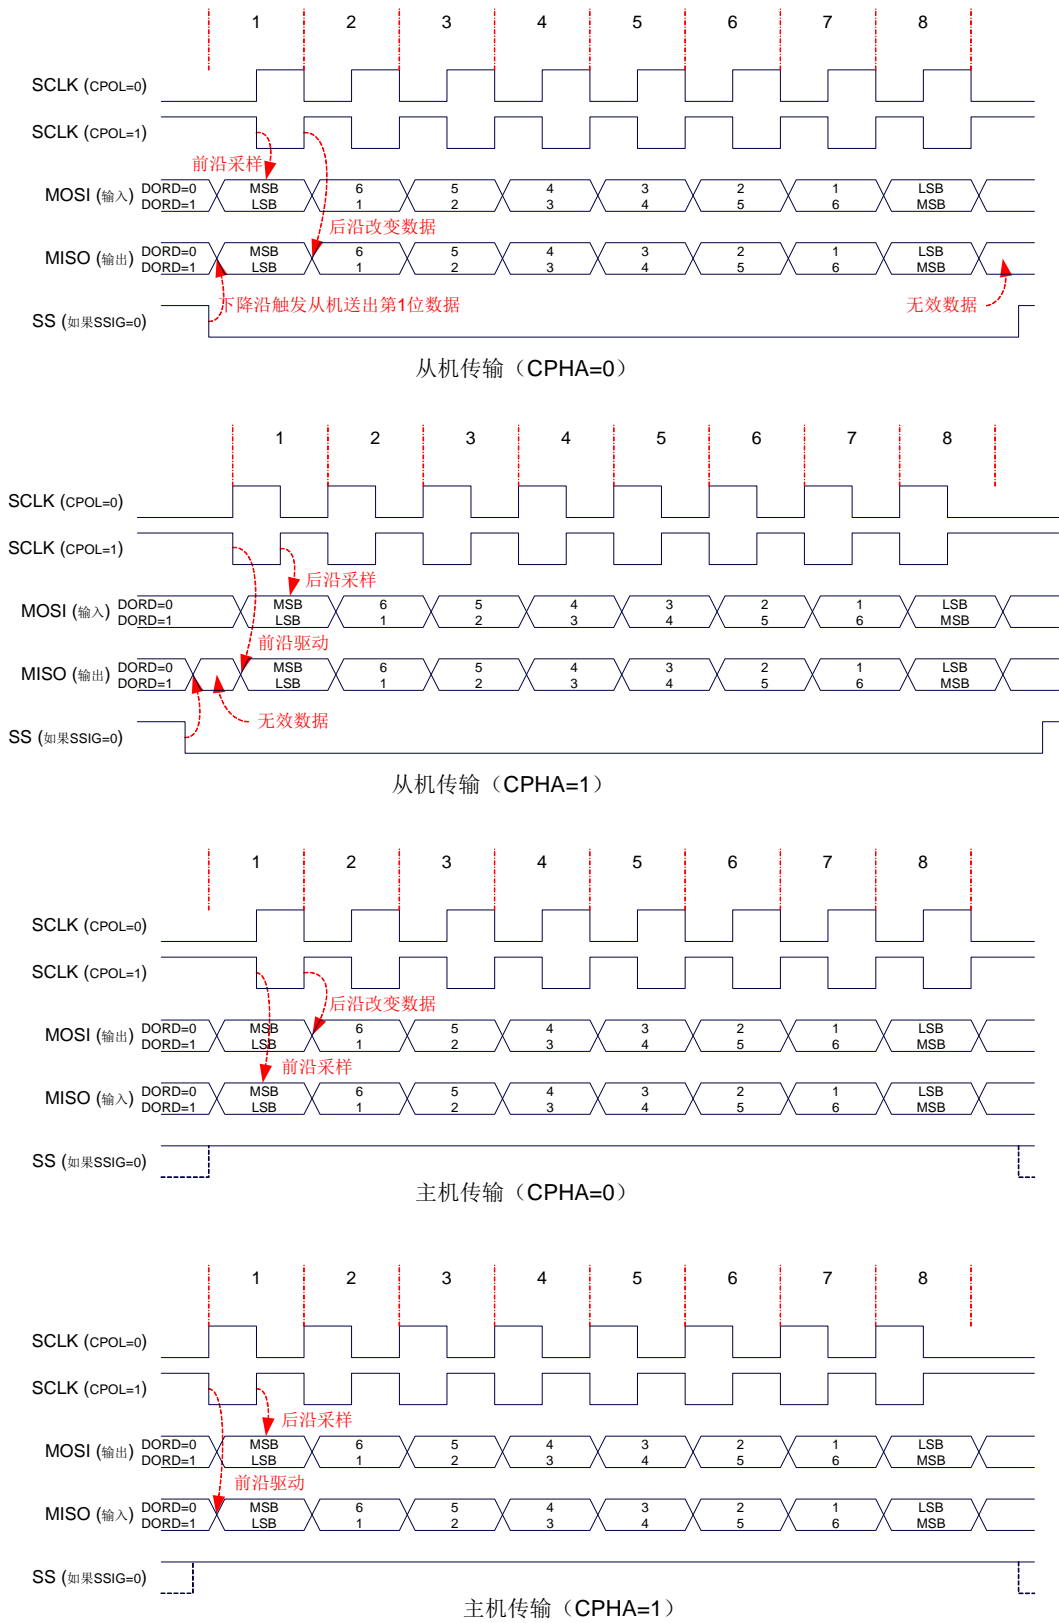 1 2 3 4 5 6 7 8
SCLK (CPOL=0)
SCLK (CPOL=1)
前沿采样
MOSI (输入) DORD=0 MSB 6 5 4 3 2 1 LSB
DORD=1 LSB 1 2 3 4 5 6 MSB
后沿改变数据
MISO (输出) DORD=0 MSB 6 5 4 3 2 1 LSB
DORD=1 LSB 1 2 3 4 5 6 MSB
下降沿触发从机送出第1位数据 无效数据
SS (如果SSIG=0)
从机传输（CPHA=0）
1 2 3 4 5 6 7 8
SCLK (CPOL=0)
SCLK (CPOL=1)
后沿采样
MOSI (输入) DORD=0 MSB 6 5 4 3 2 1 LSB
DORD=1 LSB 1 2 3 4 5 6 MSB
前沿驱动
MISO (输出) DORD=0 MSB 6 5 4 3 2 1 LSB
DORD=1 LSB 1 2 3 4 5 6 MSB
无效数据
SS (如果SSIG=0)
从机传输（CPHA=1）
1 2 3 4 5 6 7 8
SCLK (CPOL=0)
SCLK (CPOL=1)
后沿改变数据
MOSI (输出) DORD=0 MSB 6 5 4 3 2 1 LSB
DORD=1 LSB 1 2 3 4 5 6 MSB
前沿采样
MISO (输入) DORD=0 MSB 6 5 4 3 2 1 LSB
DORD=1 LSB 1 2 3 4 5 6 MSB
SS (如果SSIG=0)
主机传输（CPHA=0）
1 2 3 4 5 6 7 8
SCLK (CPOL=0)
SCLK (CPOL=1)
后沿采样
MOSI (输出) DORD=0 MSB 6 5 4 3 2 1 LSB
DORD=1 LSB 1 2 3 4 5 6 MSB
前沿驱动
MISO (输入) DORD=0 MSB 6 5 4 3 2 1 LSB
DORD=1 LSB 1 2 3 4 5 6 MSB
SS (如果SSIG=0)
主机传输（CPHA=1）